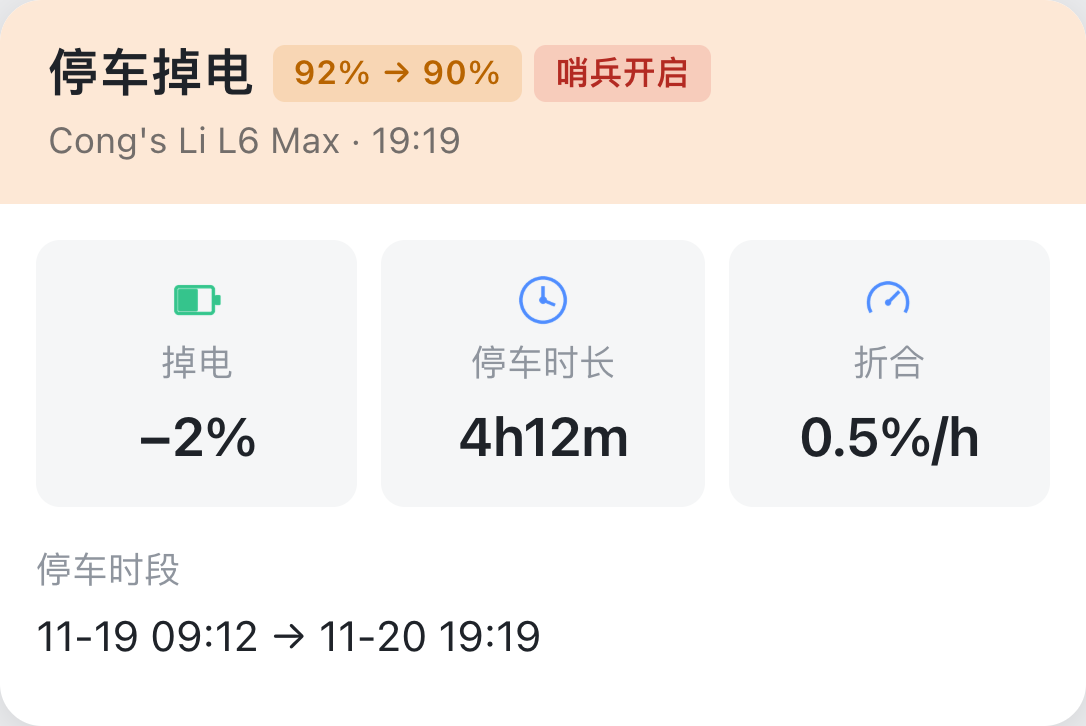 停车掉电 92% → 90% 哨兵开启
Cong's Li L6 Max · 19:19
掉电 停车时长 折合
−2% 4h12m 0.5%/h
停车时段
11-19 09:12 → 11-20 19:19